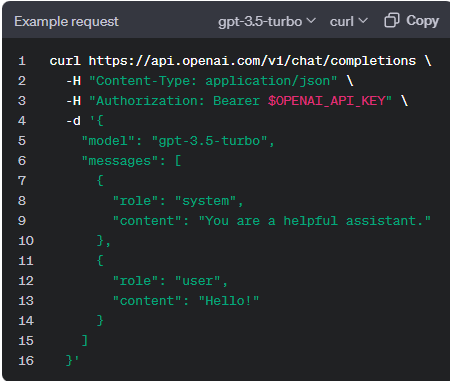 Example request gpt-3.5-turbo curl Copy
1 curl https://api.openai.com/v1/chat/completions \
2   -H "Content-Type: application/json" \
3   -H "Authorization: Bearer $OPENAI_API_KEY" \
4   -d '{
5     "model": "gpt-3.5-turbo",
6     "messages": [
7       {
8         "role": "system",
9         "content": "You are a helpful assistant."
10       },
11       {
12         "role": "user",
13         "content": "Hello!"
14       }
15     ]
16   }'